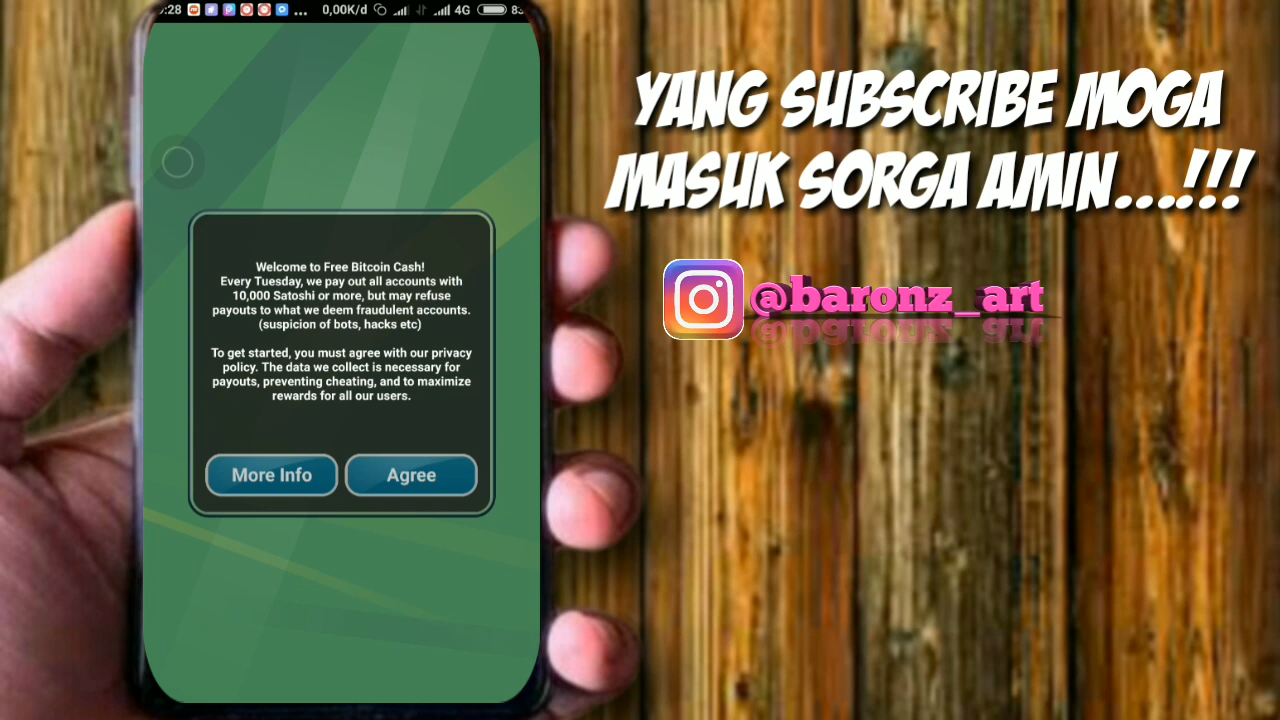 :28 ... 0,00K/d 4G
YANG SUBSCRIBE MOGA
MASUK SORGA AMIN...!!!
@baronz_art
Welcome to Free Bitcoin Cash!
Every Tuesday, we pay out all accounts with
10,000 Satoshi or more, but may refuse
payouts to what we deem fraudulent accounts.
(suspicion of bots, hacks etc)
To get started, you must agree with our privacy
policy. The data we collect is necessary for
payouts, preventing cheating, and to maximize
rewards for all our users.
More Info Agree